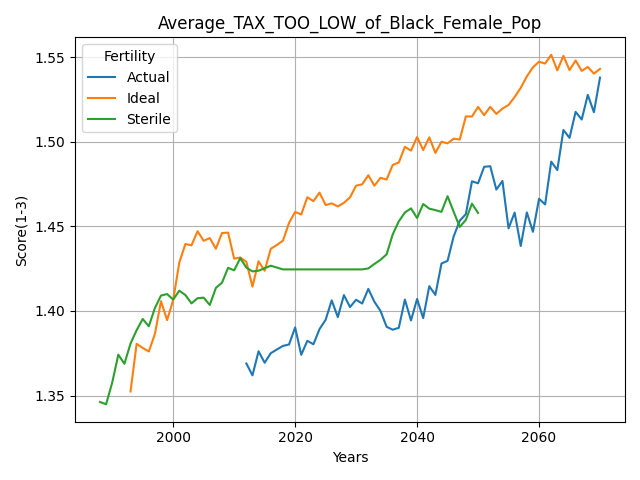 Average_TAX_TOO_LOW_of_Black_Female_Pop
Fertility
Actual
Ideal
Sterile
Score(1-3)
1.55
1.50
1.45
1.40
1.35
2000 2020 2040 2060
Years